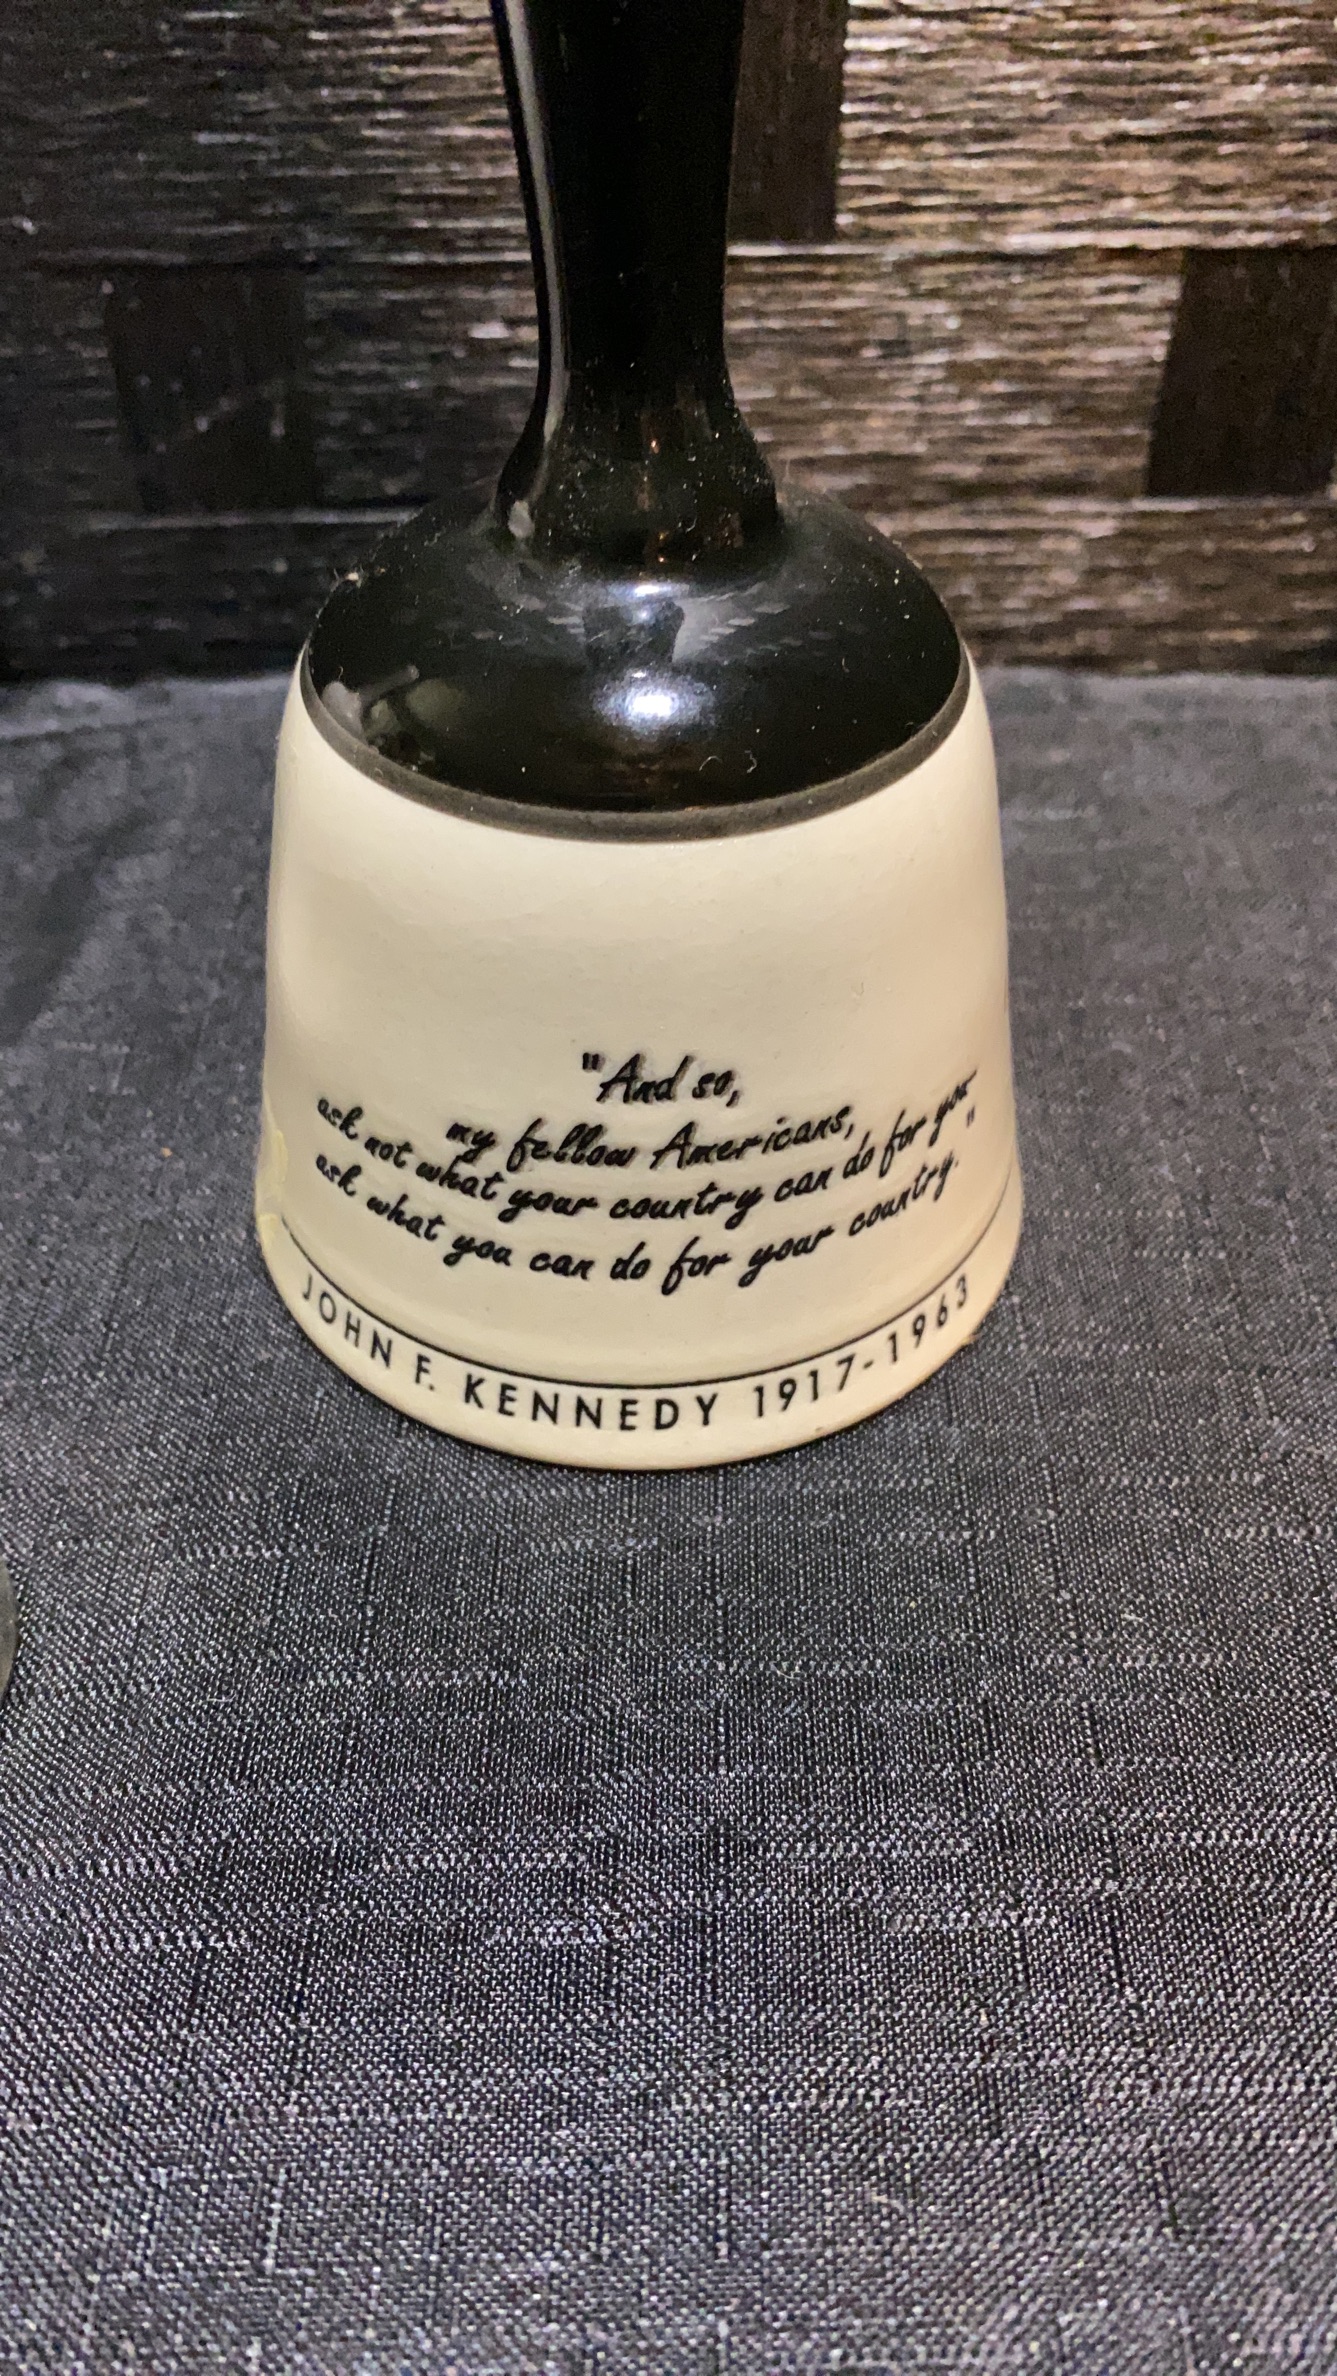 "And so,
my fellow Americans,
ask not what your country can do for you
ask what you can do for your country."
JOHN F. KENNEDY 1917-1963